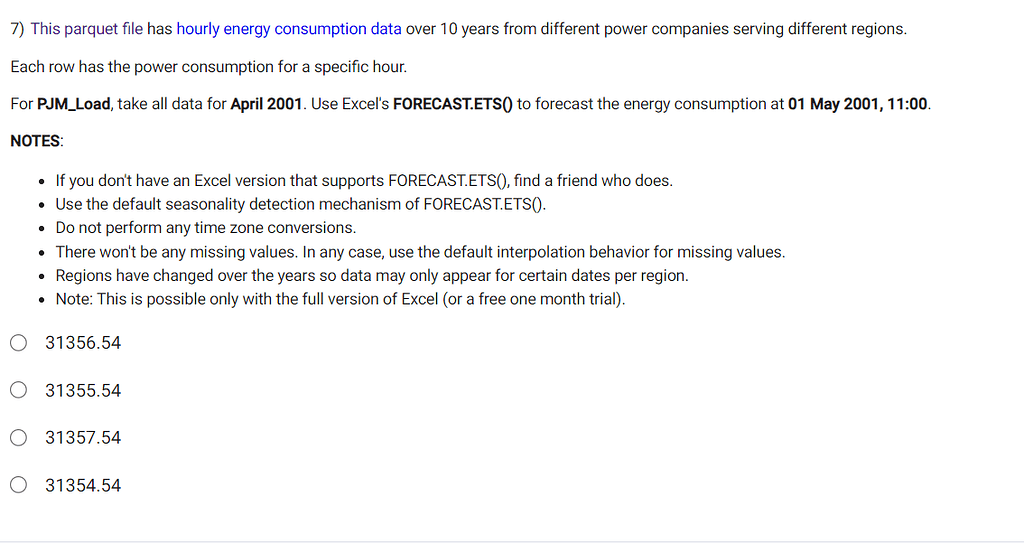 7) This parquet file has hourly energy consumption data over 10 years from different power companies serving different regions.
Each row has the power consumption for a specific hour.
For PJM_Load, take all data for April 2001. Use Excel's FORECAST.ETS() to forecast the energy consumption at 01 May 2001, 11:00.
NOTES:
• If you don't have an Excel version that supports FORECAST.ETS(), find a friend who does.
• Use the default seasonality detection mechanism of FORECAST.ETS().
• Do not perform any time zone conversions.
• There won't be any missing values. In any case, use the default interpolation behavior for missing values.
• Regions have changed over the years so data may only appear for certain dates per region.
• Note: This is possible only with the full version of Excel (or a free one month trial).
31356.54
31355.54
31357.54
31354.54